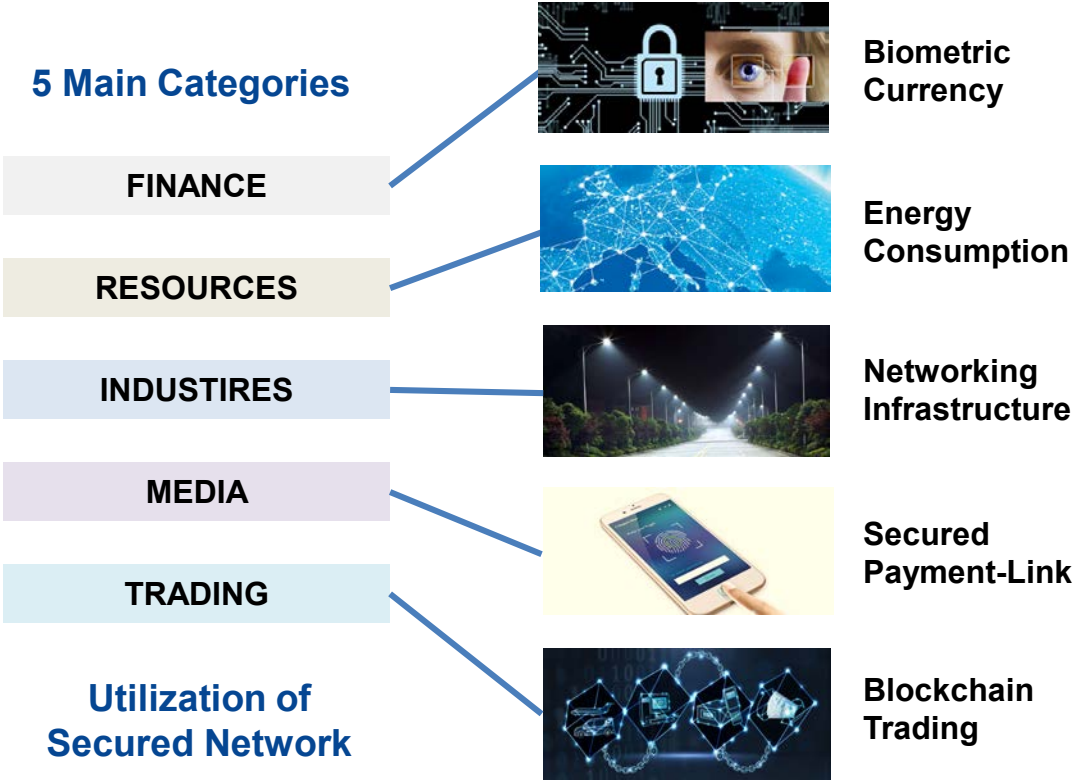 5 Main Categories
FINANCE
RESOURCES
INDUSTIRES
MEDIA
TRADING
Utilization of
Secured Network
Biometric
Currency
Energy
Consumption
Networking
Infrastructure
Secured
Payment-Link
Blockchain
Trading